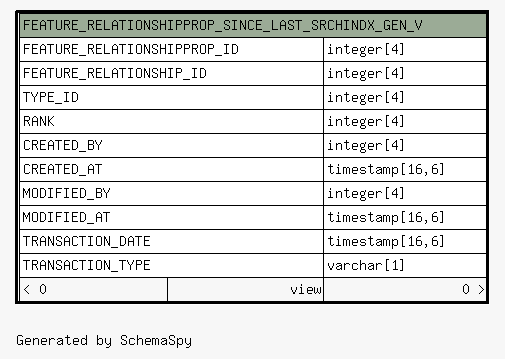 FEATURE_RELATIONSHIPPROP_SINCE_LAST_SRCHINDX_GEN_V
FEATURE_RELATIONSHIPPROP_ID integer[4]
FEATURE_RELATIONSHIP_ID integer[4]
TYPE_ID integer[4]
RANK integer[4]
CREATED_BY integer[4]
CREATED_AT timestamp[16,6]
MODIFIED_BY integer[4]
MODIFIED_AT timestamp[16,6]
TRANSACTION_DATE timestamp[16,6]
TRANSACTION_TYPE varchar[1]
< 0 view 0 >
Generated by SchemaSpy